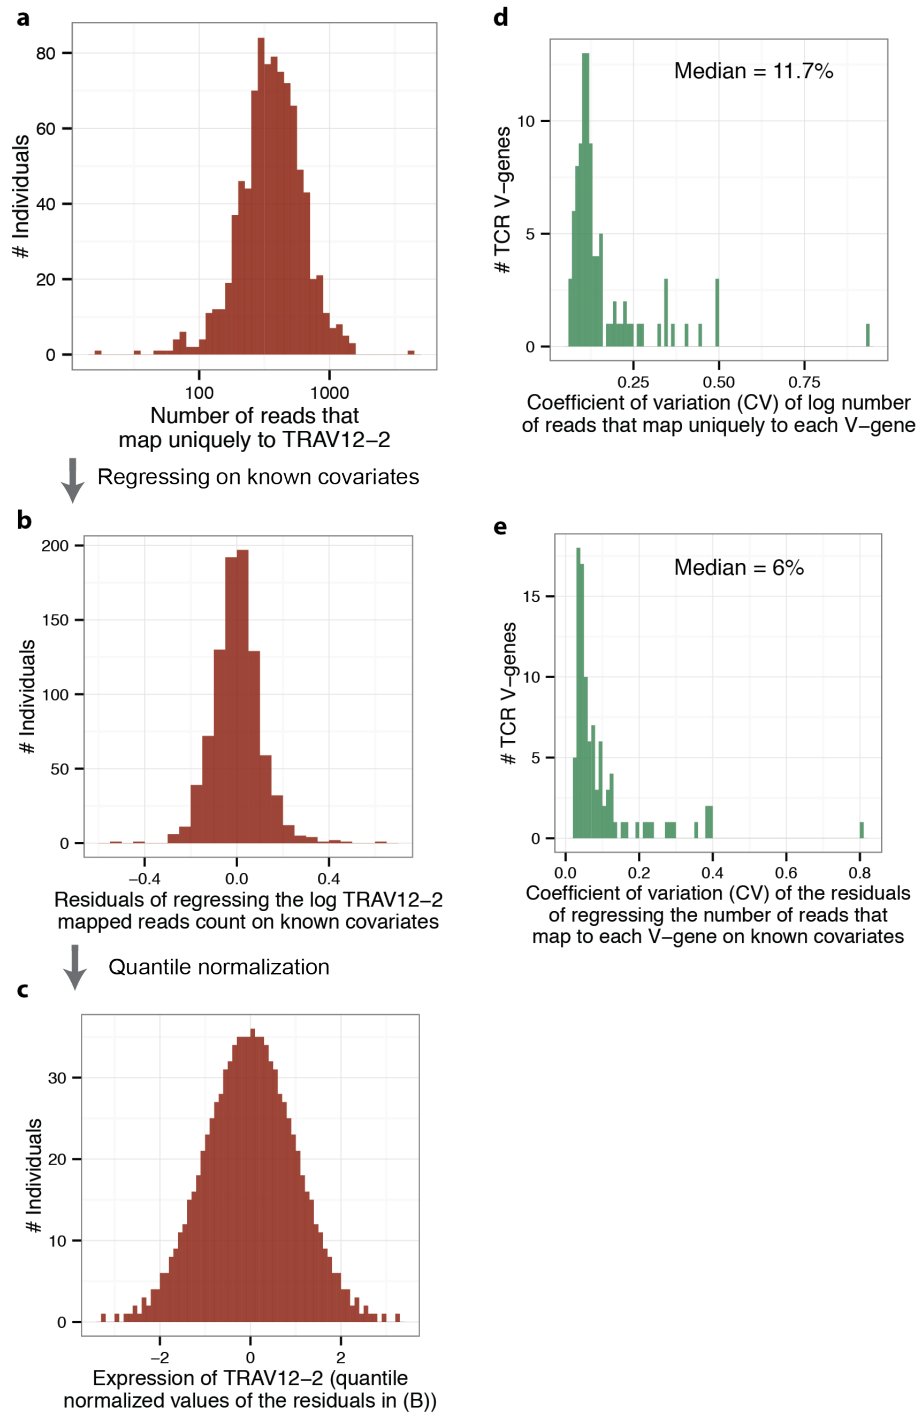 a
80
60
40
20
0
# Individuals
100
1000
Number of reads that
map uniquely to TRAV12−2
Regressing on known covariates
b
200
150
100
50
0
# Individuals
−0.4
0.0
0.4
Residuals of regressing the log TRAV12−2
mapped reads count on known covariates
Quantile normalization
c
30
20
10
0
# Individuals
−2
0
2
Expression of TRAV12−2 (quantile
normalized values of the residuals in (B))
d
Median = 11.7%
10
5
0
# TCR V−genes
0.25
0.50
0.75
Coefficient of variation (CV) of log number
of reads that map uniquely to each V−gene
e
Median = 6%
15
10
5
0
# TCR V−genes
0.0
0.2
0.4
0.6
0.8
Coefficient of variation (CV) of the residuals
of regressing the number of reads that
map to each V−gene on known covariates